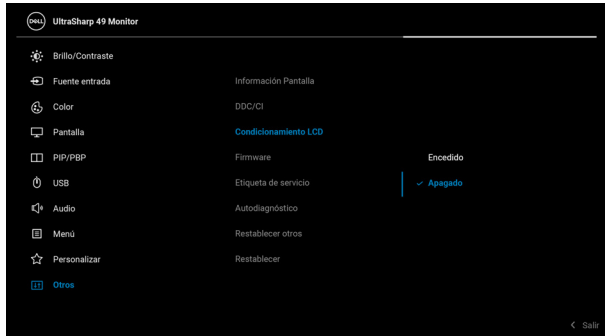 DELL UltraSharp 49 Monitor
Brillo/Contraste
Fuente entrada
Color
Pantalla
PIP/PBP
USB
Audio
Menú
Personalizar
Otros
Información Pantalla
DDC/CI
Condicionamiento LCD
Firmware
Etiqueta de servicio
Autodiagnóstico
Restablecer otros
Restablecer
Encedido
Apagado
Salir